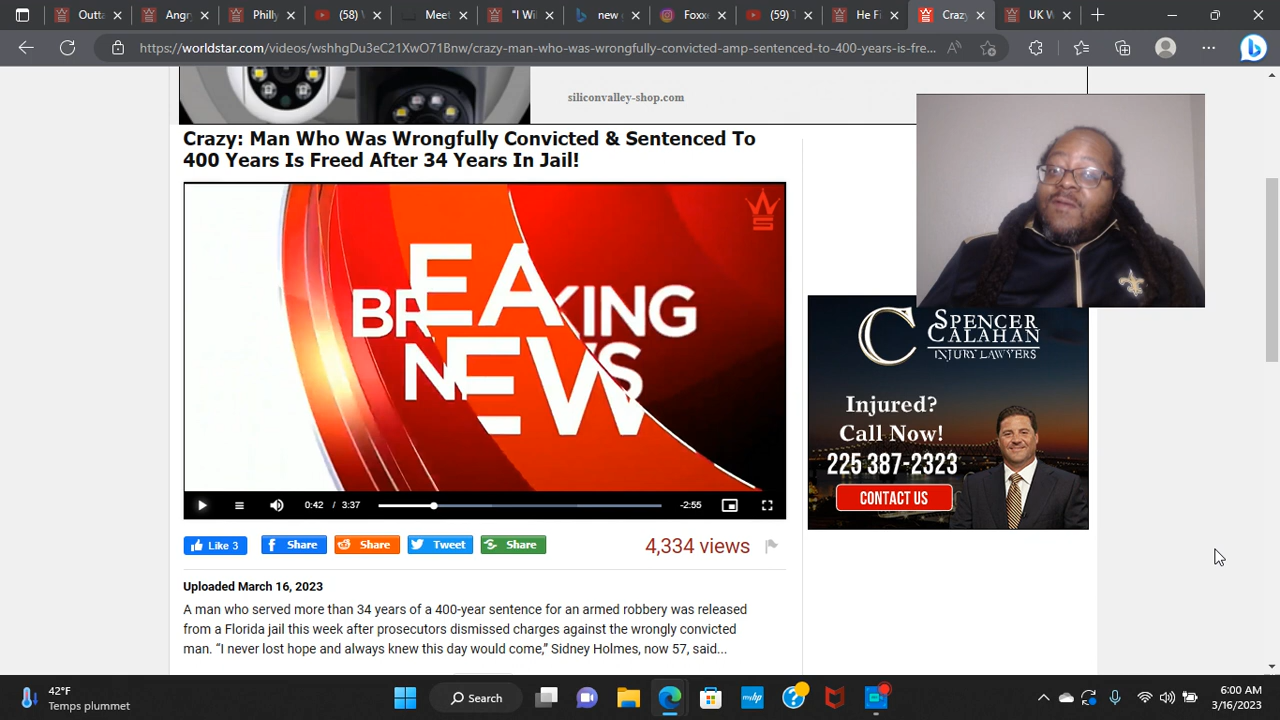 Outta
Angry
Philly
(58) V
Meet
"I Wil
new g
Foxxe
(59) T
He Fi
Crazy
UK W
https://worldstar.com/videos/wshhgDu3eC21XwO71Bnw/crazy-man-who-was-wrongfully-convicted-amp-sentenced-to-400-years-is-fre...
siliconvalley-shop.com
Crazy: Man Who Was Wrongfully Convicted & Sentenced To
400 Years Is Freed After 34 Years In Jail!
BREAKING
NEWS
SPENCER
CALAHAN
INJURY LAWYERS
Injured?
Call Now!
225 387-2323
CONTACT US
0:42 / 3:37
-2:55
Like 3
Share
Share
Tweet
Share
4,334 views
Uploaded March 16, 2023
A man who served more than 34 years of a 400-year sentence for an armed robbery was released
from a Florida jail this week after prosecutors dismissed charges against the wrongly convicted
man. “I never lost hope and always knew this day would come,” Sidney Holmes, now 57, said...
42°F
Temps plummet
Search
6:00 AM
3/16/2023